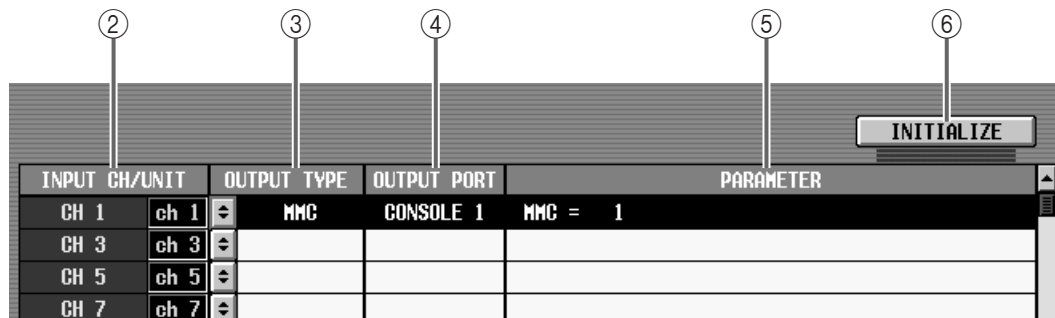 ② ③ ④ ⑤ ⑥
INITIALIZE
INPUT CH/UNIT OUTPUT TYPE OUTPUT PORT PARAMETER
CH 1 ch 1 MMC CONSOLE 1 MMC = 1
CH 3 ch 3
CH 5 ch 5
CH 7 ch 7